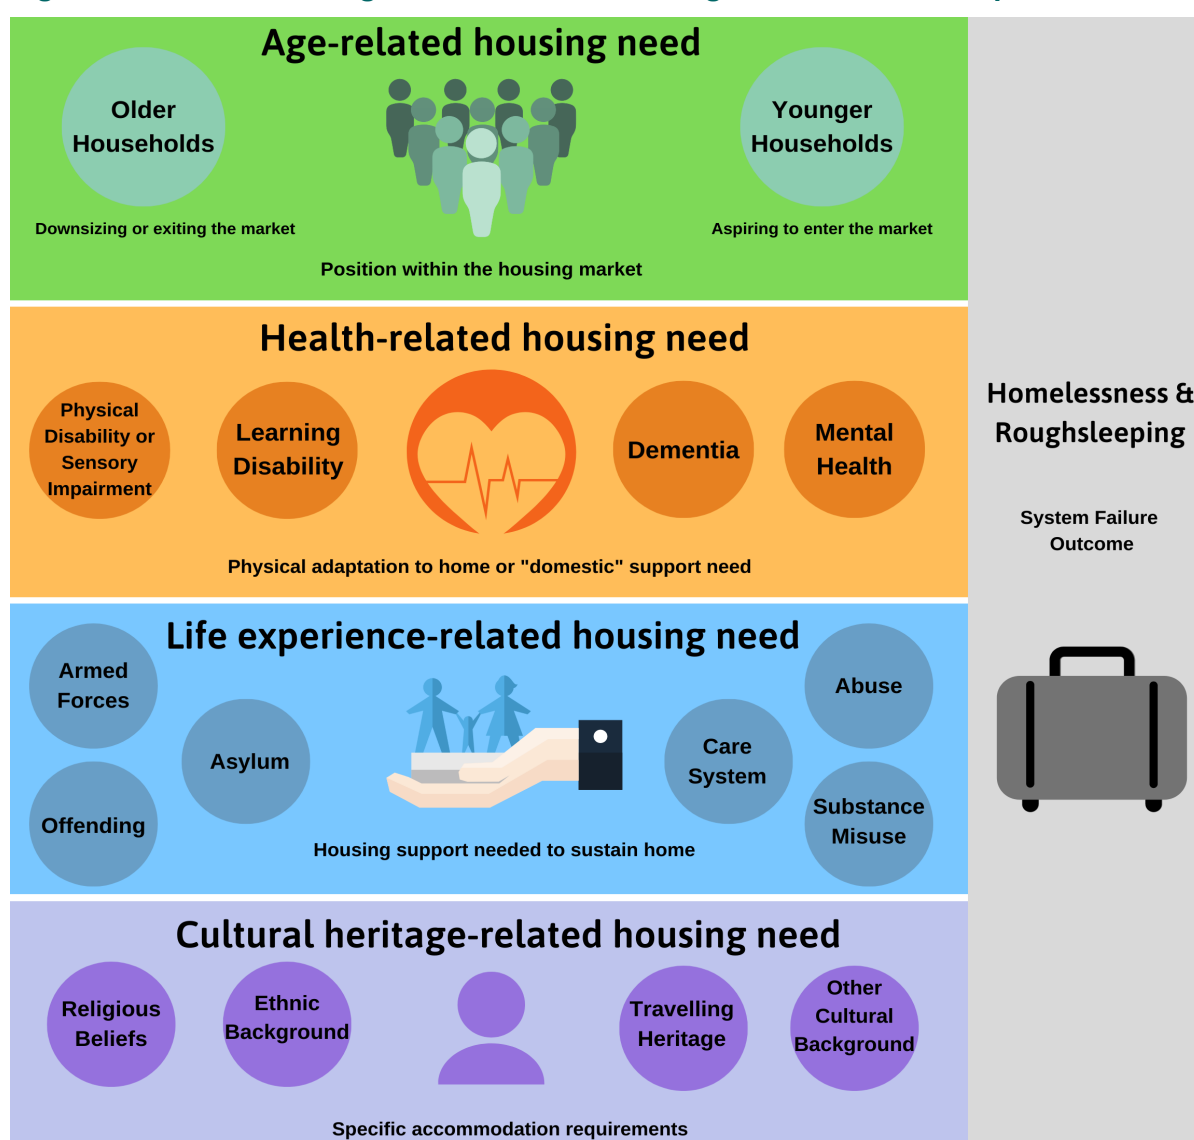 Age-related housing need
Older
Households
Younger
Households
Downsizing or exiting the market
Aspiring to enter the market
Position within the housing market
Health-related housing need
Physical
Disability or
Sensory
Impairment
Learning
Disability
Dementia
Mental
Health
Physical adaptation to home or "domestic" support need
Life experience-related housing need
Armed
Forces
Asylum
Offending
Care
System
Abuse
Substance
Misuse
Housing support needed to sustain home
Cultural heritage-related housing need
Religious
Beliefs
Ethnic
Background
Travelling
Heritage
Other
Cultural
Background
Specific accommodation requirements
Homelessness &
Roughsleeping
System Failure
Outcome